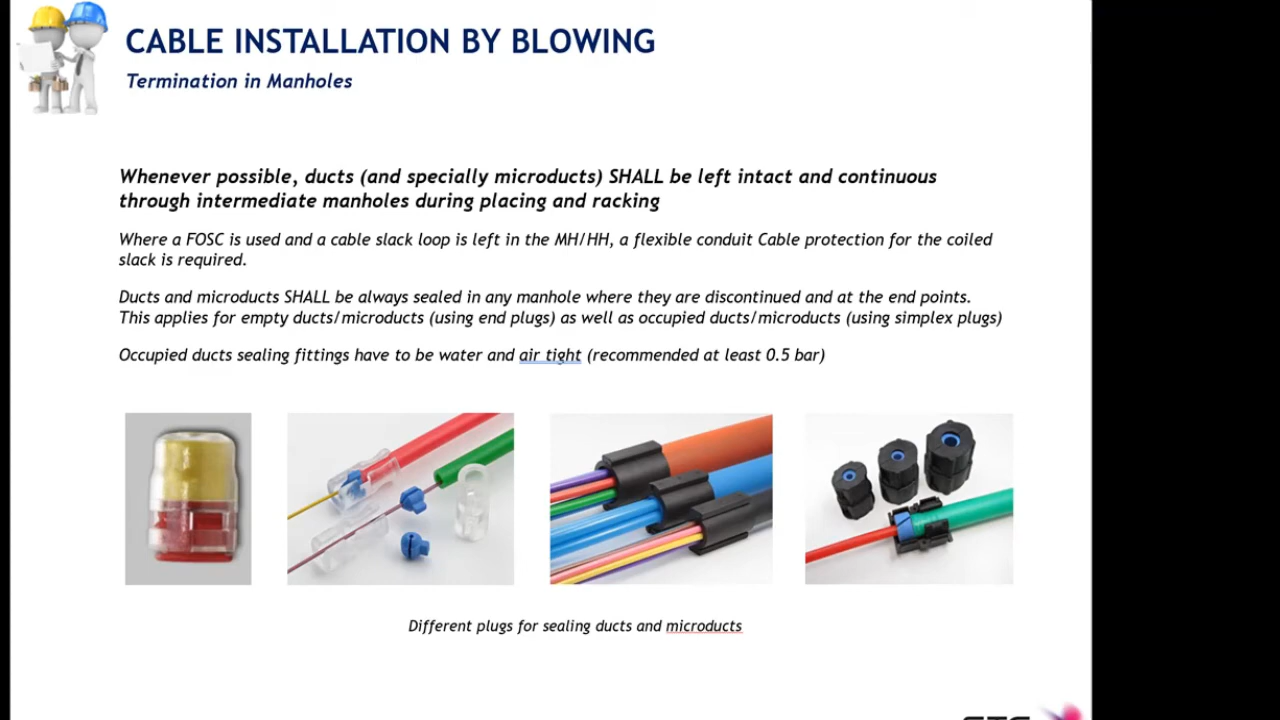 CABLE INSTALLATION BY BLOWING
Termination in Manholes
Whenever possible, ducts (and specially microducts) SHALL be left intact and continuous
through intermediate manholes during placing and racking
Where a FOSC is used and a cable slack loop is left in the MH/HH, a flexible conduit Cable protection for the coiled
slack is required.
Ducts and microducts SHALL be always sealed in any manhole where they are discontinued and at the end points.
This applies for empty ducts/microducts (using end plugs) as well as occupied ducts/microducts (using simplex plugs)
Occupied ducts sealing fittings have to be water and air tight (recommended at least 0.5 bar)
Different plugs for sealing ducts and microducts